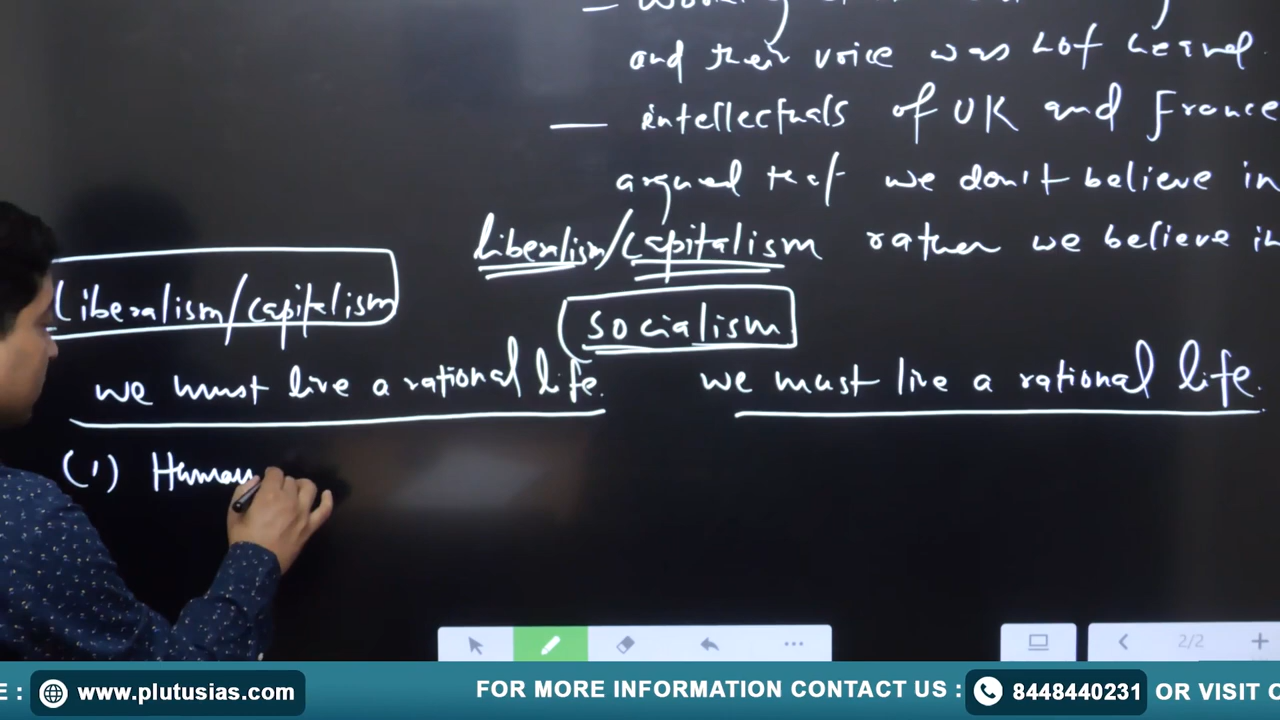 and their voice was not heard.
— intellectuals of UK and France
argued that we don't believe in
liberalism/capitalism rather we believe in
Liberalism/capitalism
socialism
we must live a rational life.
we must live a rational life.
(1) Human
2/2
E : www.plutusias.com FOR MORE INFORMATION CONTACT US : 8448440231 OR VISIT